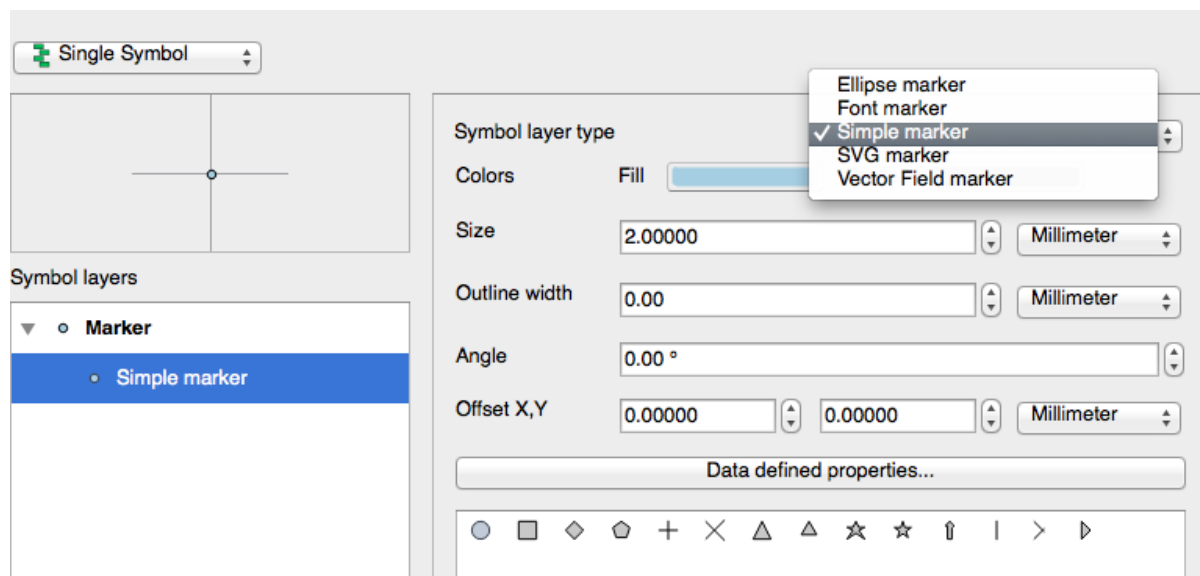 Single Symbol
Symbol layers
Marker
Simple marker
Symbol layer type
Ellipse marker
Font marker
✓ Simple marker
SVG marker
Vector Field marker
Colors Fill
Size 2.00000 Millimeter
Outline width 0.00 Millimeter
Angle 0.00 °
Offset X,Y 0.00000 0.00000 Millimeter
Data defined properties...